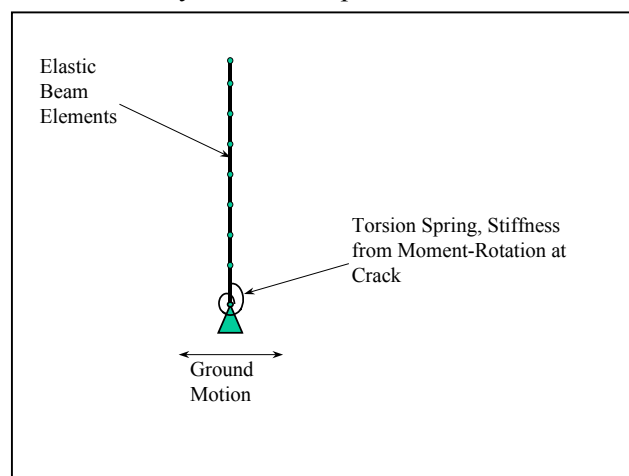 Elastic
Beam
Elements
Torsion Spring, Stiffness
from Moment-Rotation at
Crack
Ground
Motion